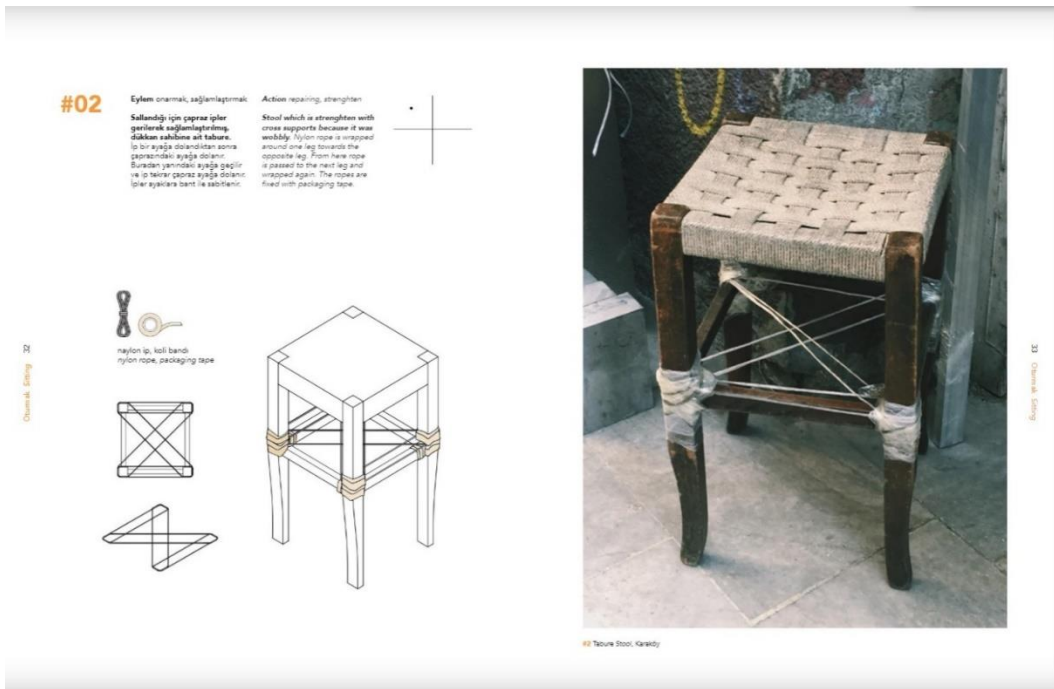 #02
Eylem onarmak, sağlamlaştırmak
Sallandığı için çapraz ipler
gerilerek sağlamlaştırılmış,
dükkan sahibine ait tabure.
İp bir ayağa dolandıktan sonra
çaprazındaki ayağa dolanır.
Buradan yanındaki ayağa geçilir
ve ip tekrar çapraz ayağa dolanır.
İpler ayaklara bant ile sabitlenir.
Action repairing, strenghten
Stool which is strenghten with
cross supports because it was
wobbly. Nylon rope is wrapped
around one leg towards the
opposite leg. From here rope
is passed to the next leg and
wrapped again. The ropes are
fixed with packaging tape.
naylon ip, koli bandı
nylon rope, packaging tape
Oturmak Sitting 32
33 Oturmak Sitting
#2 Tabure Stool, Karaköy